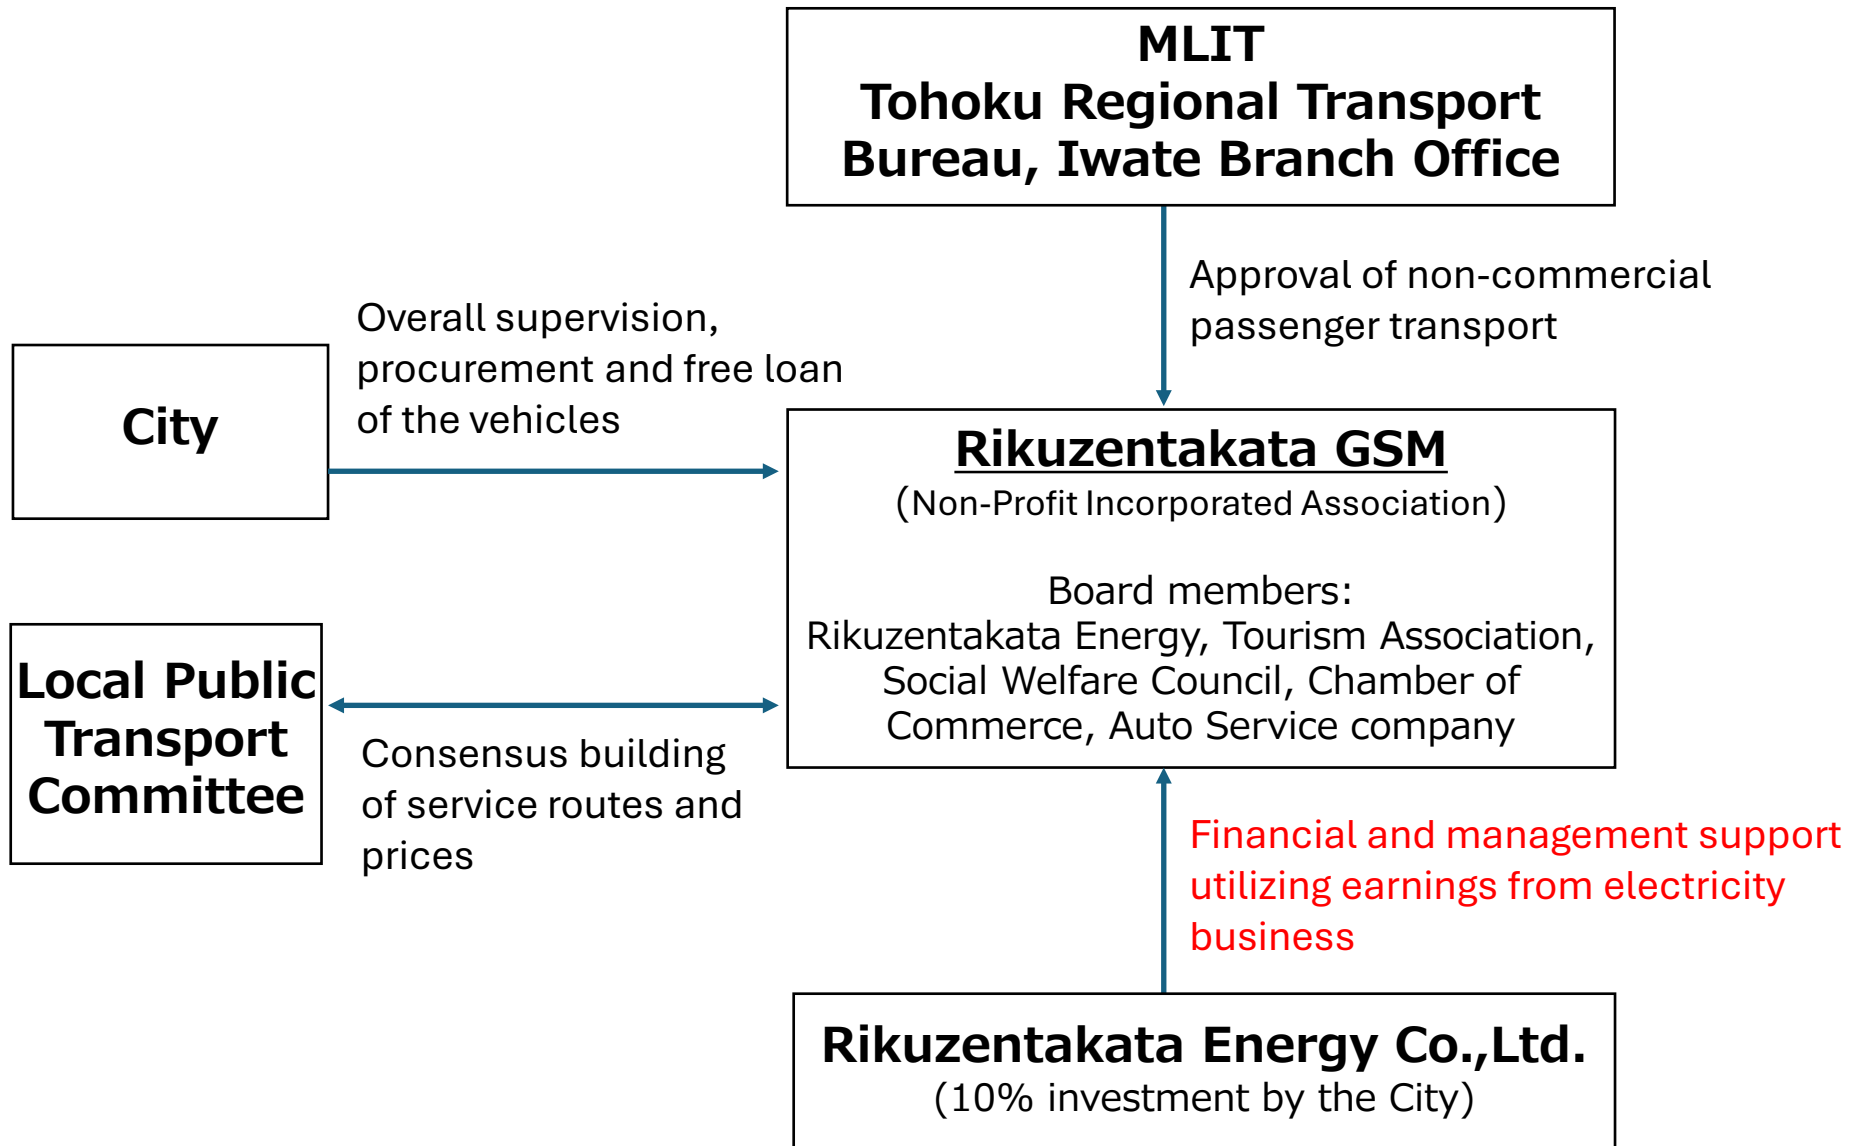 MLIT
Tohoku Regional Transport
Bureau, Iwate Branch Office
Approval of non-commercial
passenger transport
Overall supervision,
procurement and free loan
of the vehicles
City
Rikuzentakata GSM
(Non-Profit Incorporated Association)
Board members:
Rikuzentakata Energy, Tourism Association,
Social Welfare Council, Chamber of
Commerce, Auto Service company
Local Public
Transport
Committee
Consensus building
of service routes and
prices
Financial and management support
utilizing earnings from electricity
business
Rikuzentakata Energy Co.,Ltd.
(10% investment by the City)